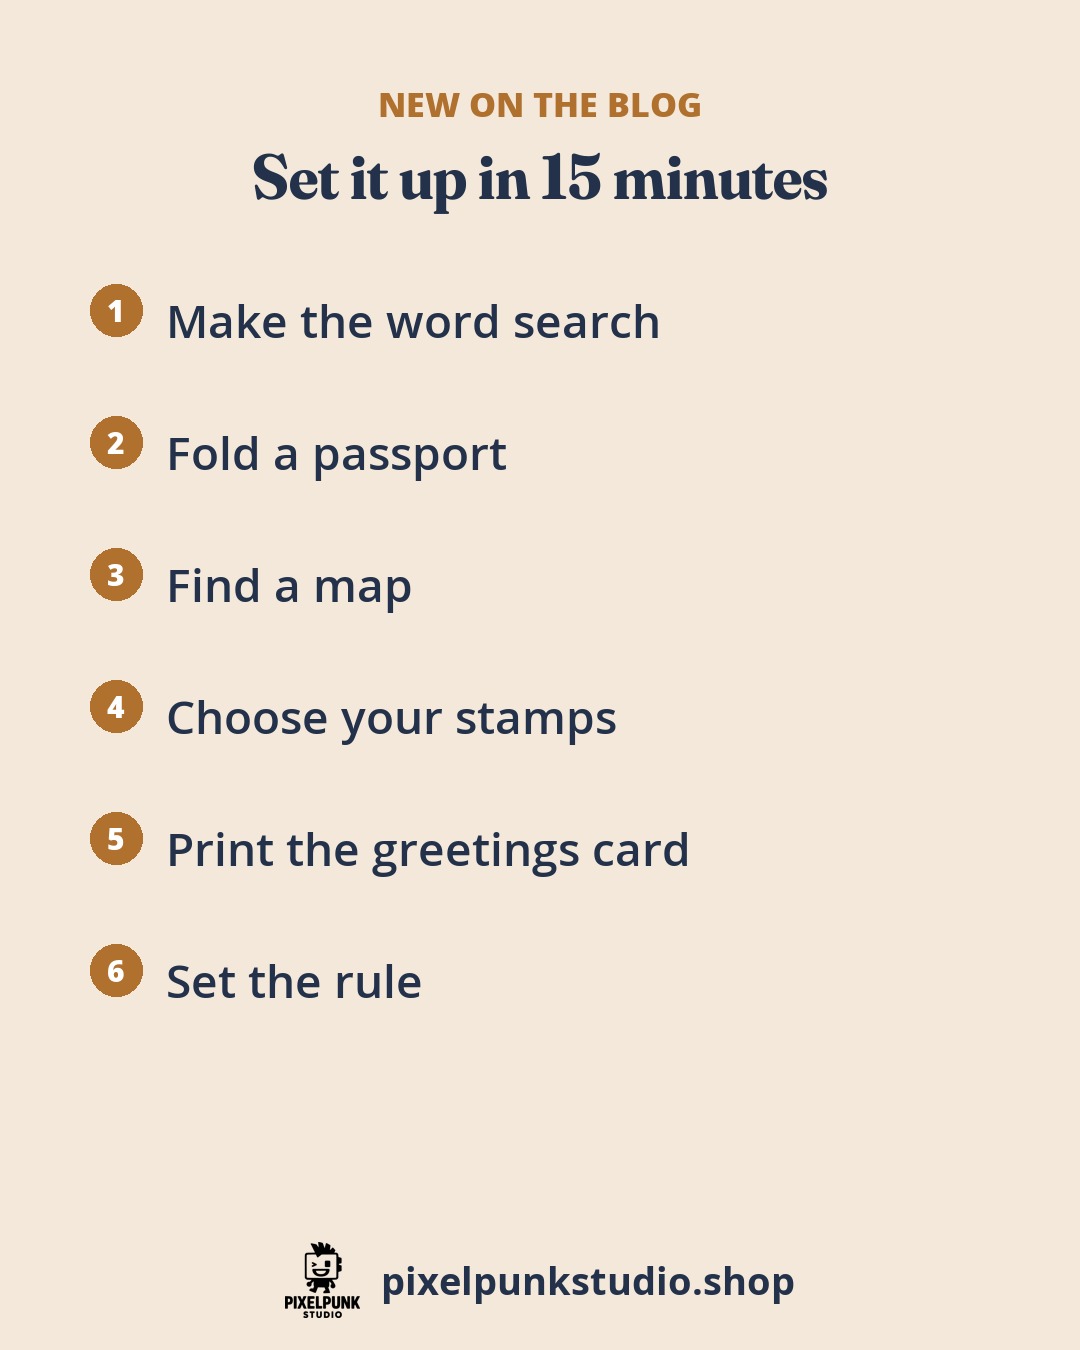 NEW ON THE BLOG
Set it up in 15 minutes
1 Make the word search
2 Fold a passport
3 Find a map
4 Choose your stamps
5 Print the greetings card
6 Set the rule
PIXELPUNK
STUDIO
pixelpunkstudio.shop